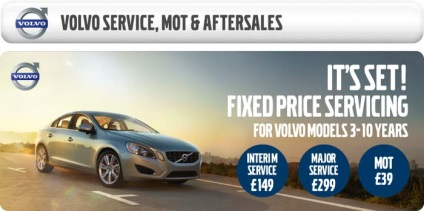 VOLVO
VOLVO SERVICE, MOT & AFTERSALES
VOLVO
IT'S SET!
FIXED PRICE SERVICING
FOR VOLVO MODELS 3-10 YEARS
INTERIM
SERVICE
£149
MAJOR
SERVICE
£299
MOT
£39